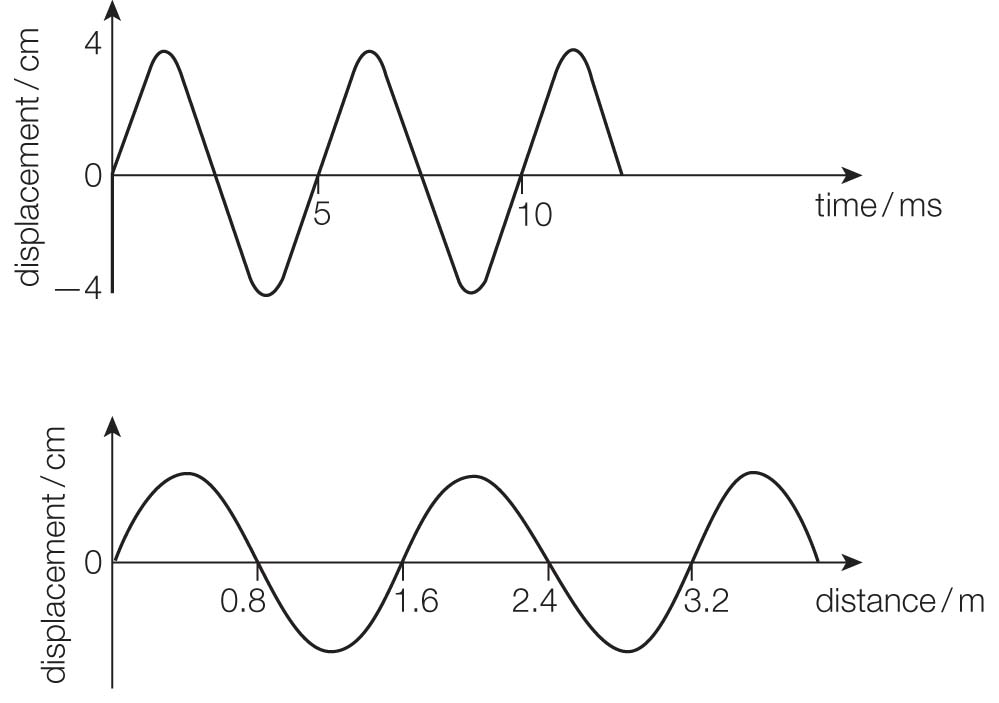 displacement / cm
4
0
−4
5
10
time / ms
displacement / cm
0
0.8
1.6
2.4
3.2
distance / m